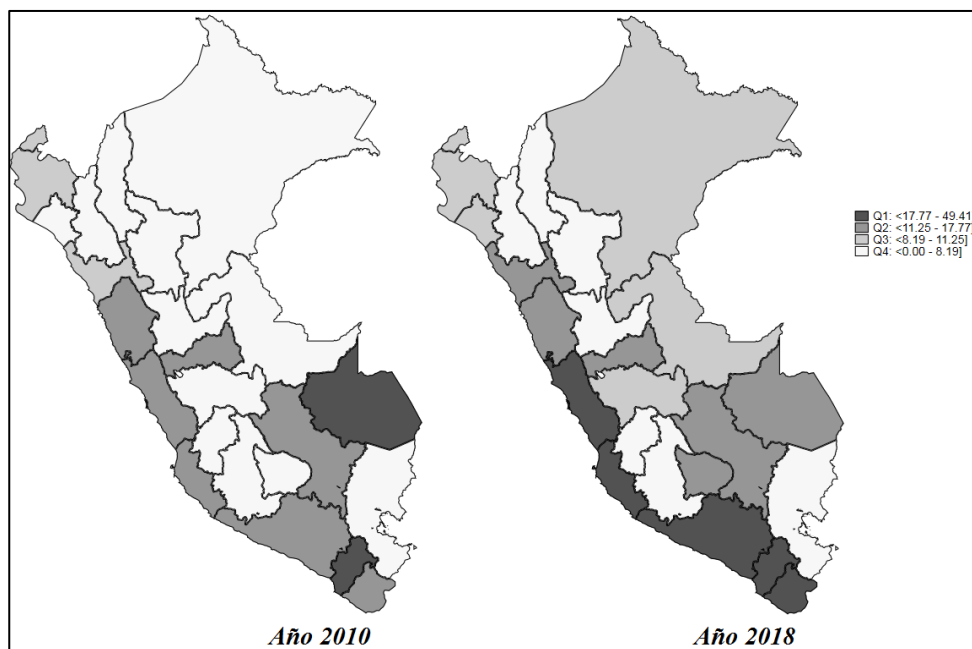 Q1: <17.77 - 49.41]
Q2: <11.25 - 17.77]
Q3: <8.19 - 11.25]
Q4: <0.00 - 8.19]
Año 2010
Año 2018